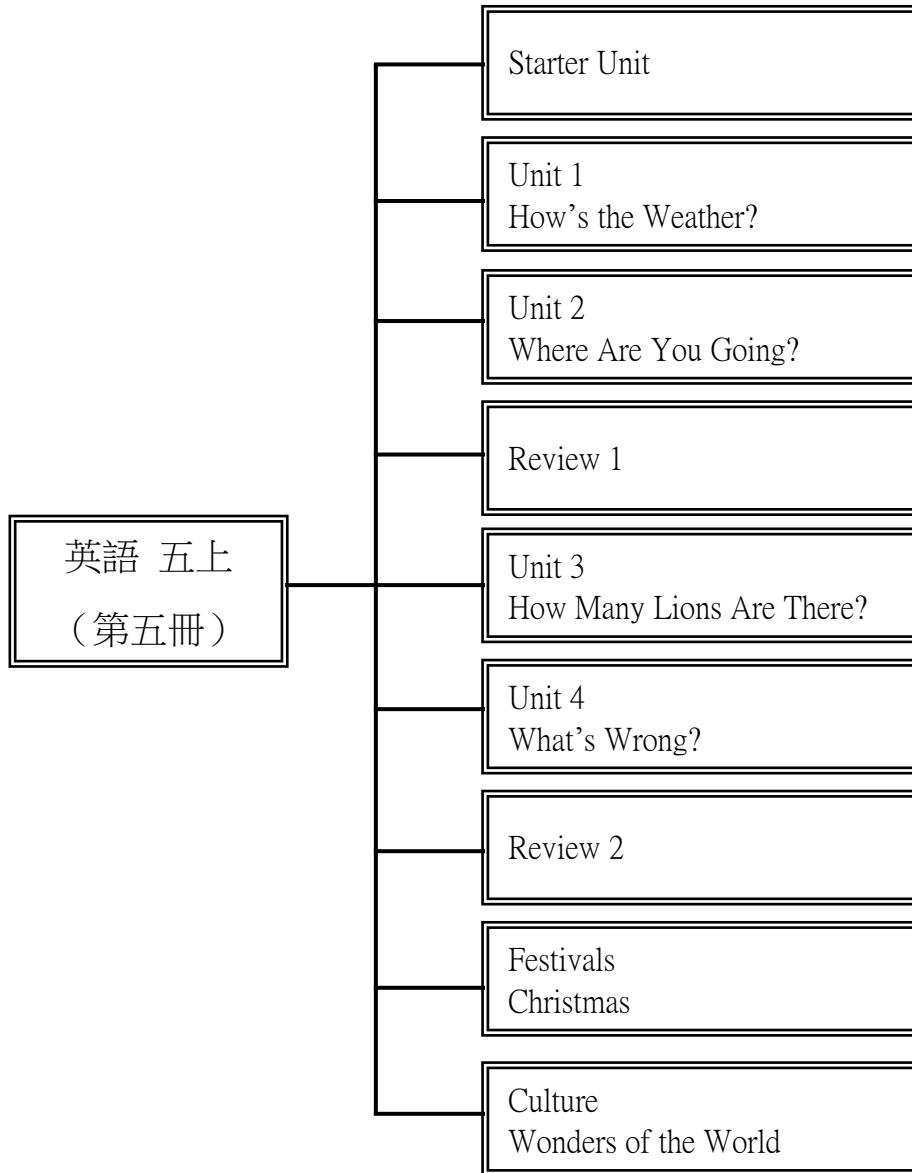 英語 五上
（第五冊）
Starter Unit
Unit 1
How’s the Weather?
Unit 2
Where Are You Going?
Review 1
Unit 3
How Many Lions Are There?
Unit 4
What’s Wrong?
Review 2
Festivals
Christmas
Culture
Wonders of the World